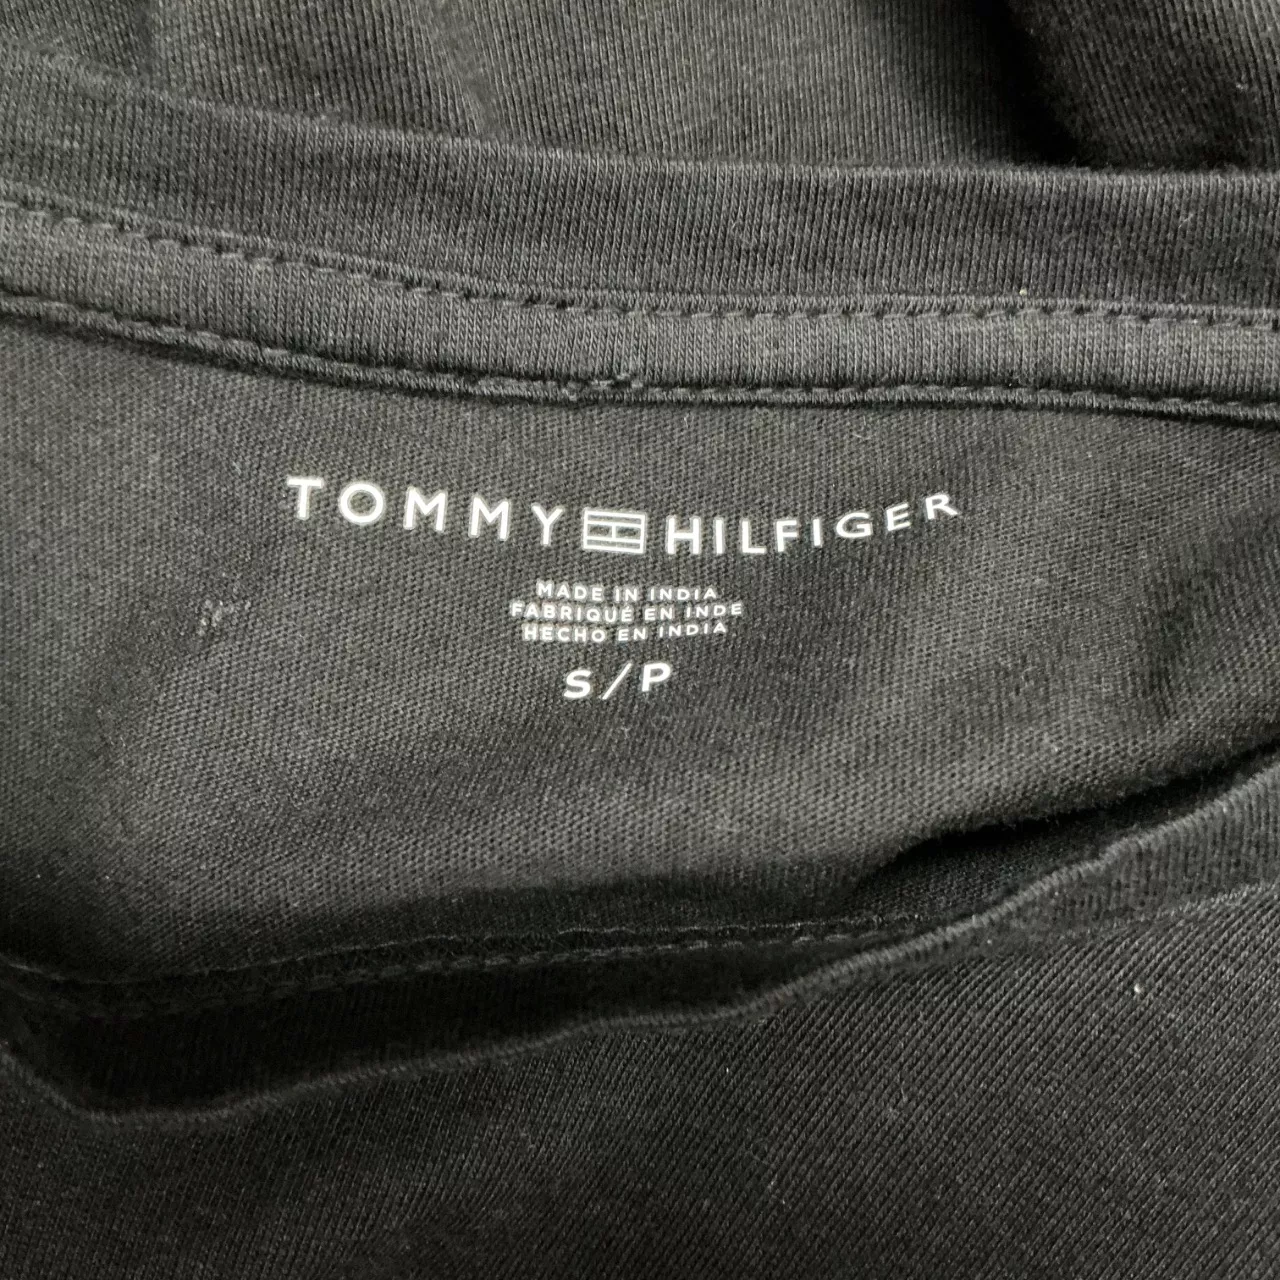 TOMMY HILFIGER
MADE IN INDIA
FABRIQUÉ EN INDE
HECHO EN INDIA
S/P